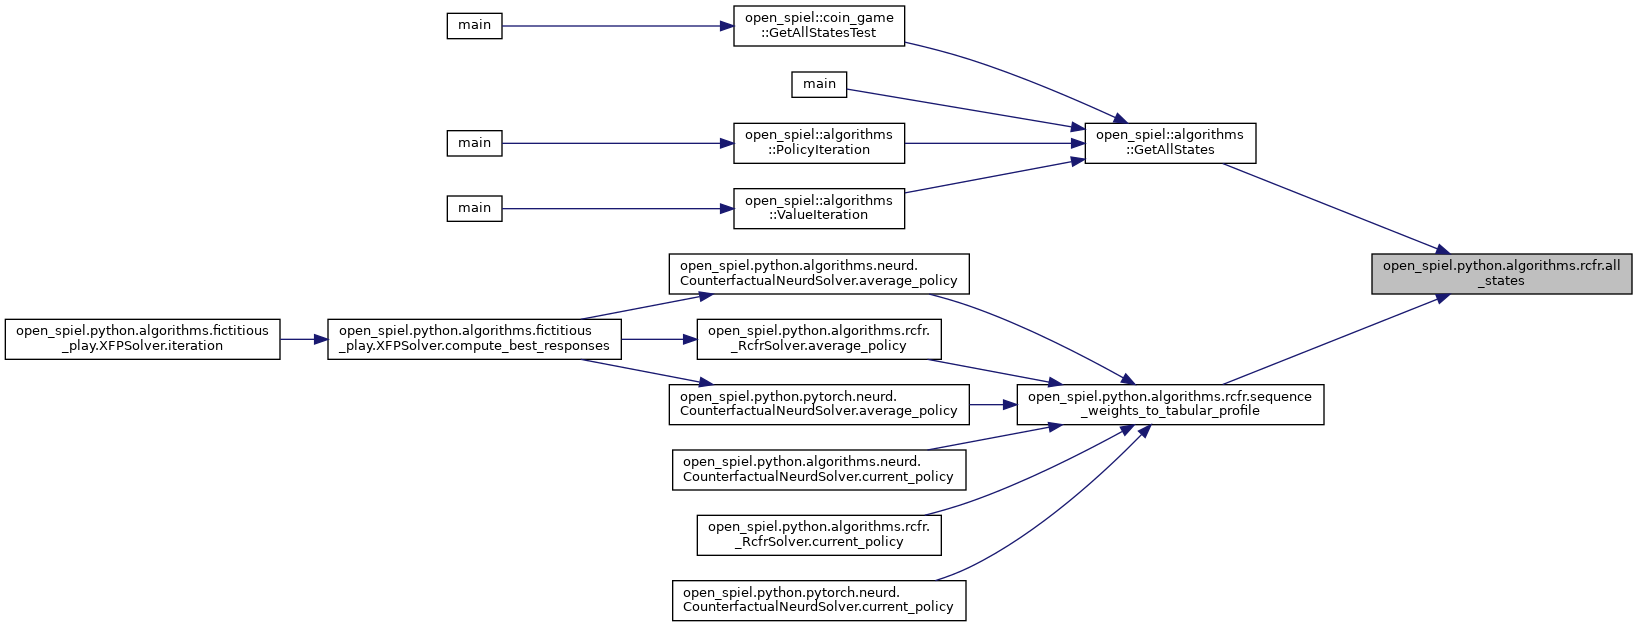 main
open_spiel::coin_game
::GetAllStatesTest
main
open_spiel::algorithms
::GetAllStates
main
open_spiel::algorithms
::PolicyIteration
main
open_spiel::algorithms
::ValueIteration
open_spiel.python.algorithms.rcfr.all
_states
open_spiel.python.algorithms.neurd.
CounterfactualNeurdSolver.average_policy
open_spiel.python.algorithms.fictitious
_play.XFPSolver.iteration
open_spiel.python.algorithms.fictitious
_play.XFPSolver.compute_best_responses
open_spiel.python.algorithms.rcfr.
_RcfrSolver.average_policy
open_spiel.python.pytorch.neurd.
CounterfactualNeurdSolver.average_policy
open_spiel.python.algorithms.rcfr.sequence
_weights_to_tabular_profile
open_spiel.python.algorithms.neurd.
CounterfactualNeurdSolver.current_policy
open_spiel.python.algorithms.rcfr.
_RcfrSolver.current_policy
open_spiel.python.pytorch.neurd.
CounterfactualNeurdSolver.current_policy